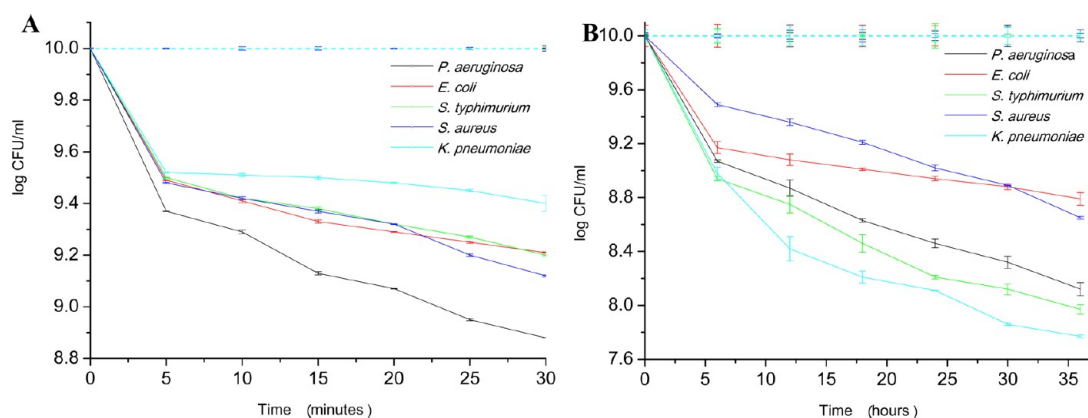 A
log CFU/ml
10.0
9.8
9.6
9.4
9.2
9.0
8.8
0
5
10
15
20
25
30
Time (minutes)
P. aeruginosa
E. coli
S. typhimurium
S. aureus
K. pneumoniae
B
log CFU/ml
10.0
9.6
9.2
8.8
8.4
8.0
7.6
0
5
10
15
20
25
30
35
Time (hours)
P. aeruginosa
E. coli
S. typhimurium
S. aureus
K. pneumoniae